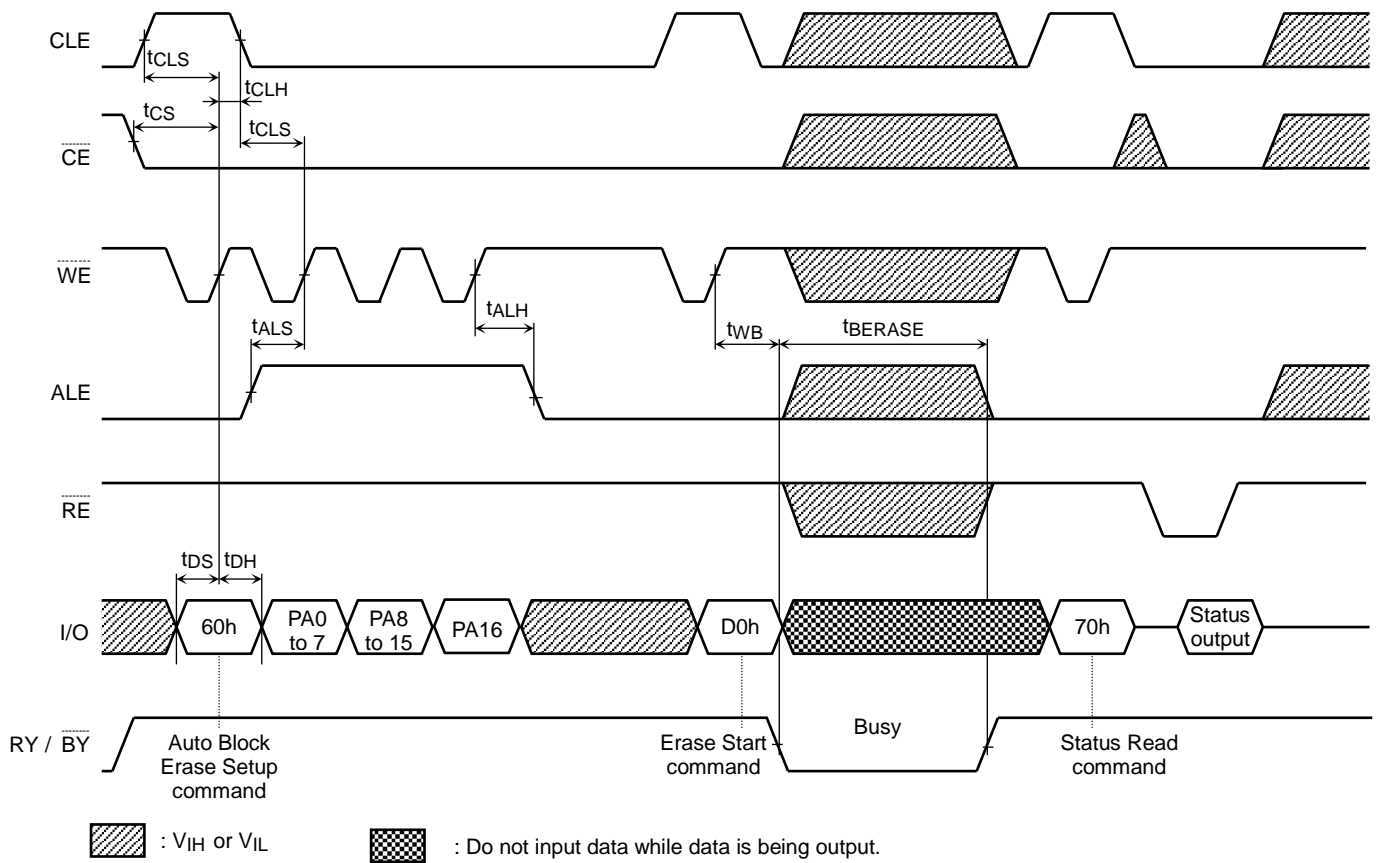 CLE
tCLS
tCLH
tCS
tCLS
CE
WE
tALS
tALH
tWB
tBERASE
ALE
RE
tDS
tDH
I/O
60h
PA0
to 7
PA8
to 15
PA16
D0h
70h
Status
output
RY / BY
Auto Block
Erase Setup
command
Erase Start
command
Busy
Status Read
command
: VIH or VIL
: Do not input data while data is being output.